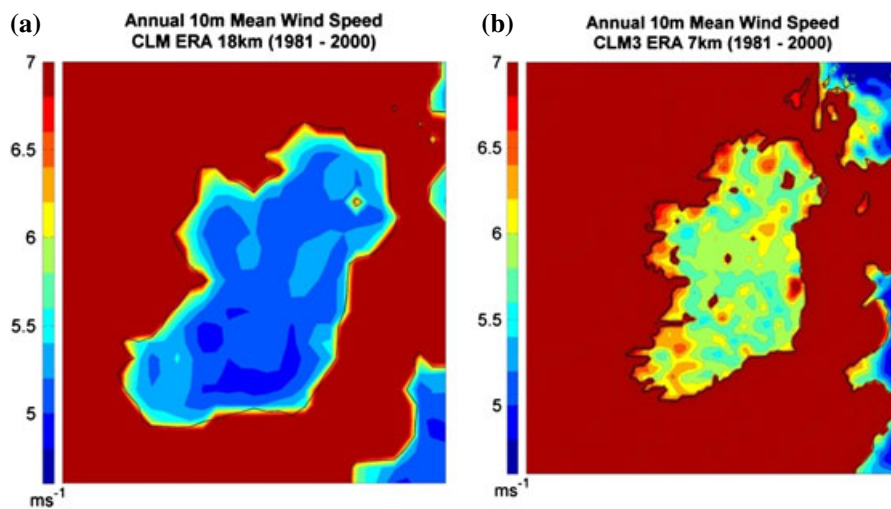 (a)
Annual 10m Mean Wind Speed
CLM ERA 18km (1981 - 2000)
7
6.5
6
5.5
5
ms-1
(b)
Annual 10m Mean Wind Speed
CLM3 ERA 7km (1981 - 2000)
7
6.5
6
5.5
5
ms-1